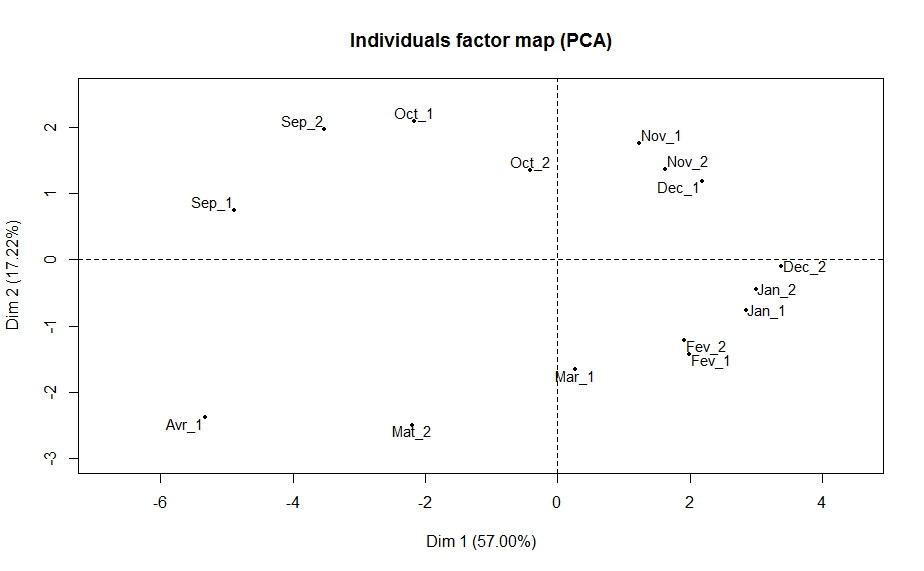 Individuals factor map (PCA)
Oct_1
Sep_2
2
Nov_1
Oct_2
Nov_2
Dec_1
1
Sep_1
0
Dec_2
Dim 2 (17.22%)
Jan_2
Jan_1
-1
Fev_2
Fev_1
Mar_1
-2
Avr_1
Mat_2
-3
-6 -4 -2 0 2 4
Dim 1 (57.00%)